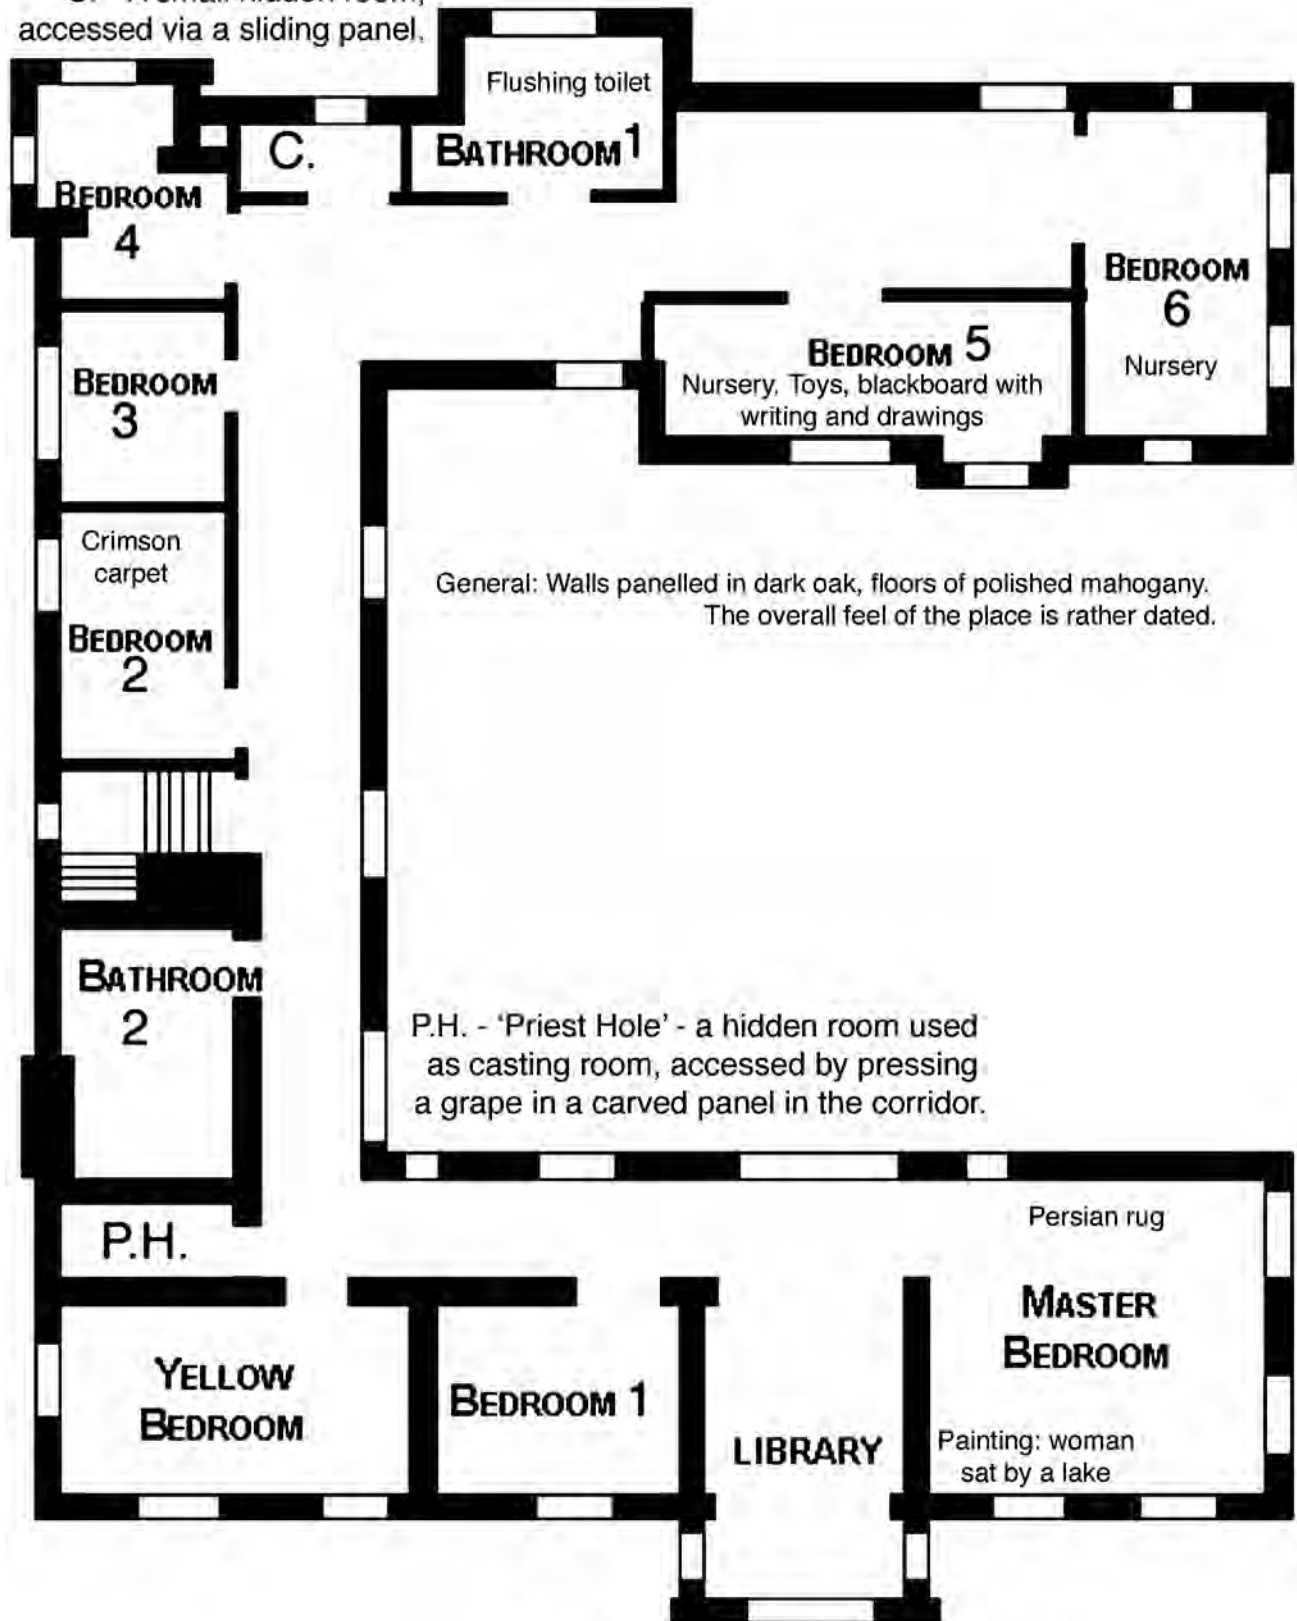 accessed via a sliding panel.
Flushing toilet
C.
BATHROOM 1
BEDROOM
4
BEDROOM
6
Nursery
BEDROOM 5
Nursery. Toys, blackboard with
writing and drawings
BEDROOM
3
Crimson
carpet
BEDROOM
2
General: Walls panelled in dark oak, floors of polished mahogany.
The overall feel of the place is rather dated.
BATHROOM
2
P.H. - ‘Priest Hole’ - a hidden room used
as casting room, accessed by pressing
a grape in a carved panel in the corridor.
P.H.
Persian rug
MASTER
BEDROOM
YELLOW
BEDROOM
BEDROOM 1
LIBRARY
Painting: woman
sat by a lake